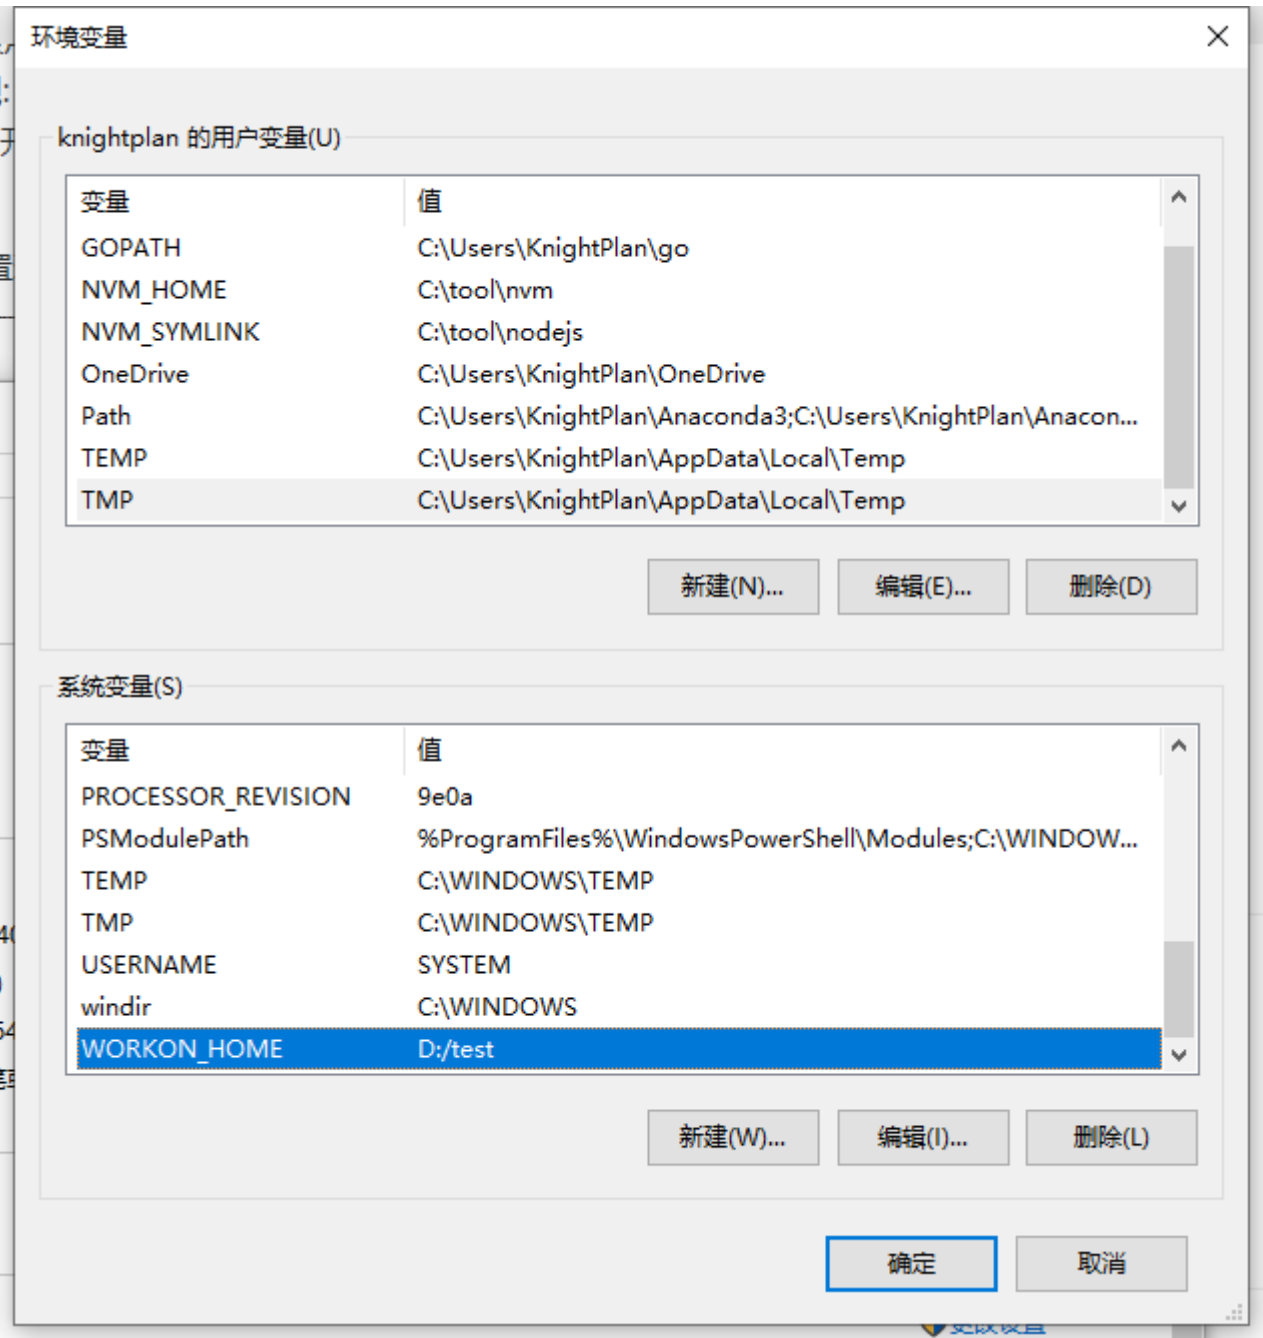 环境变量
knightplan 的用户变量(U)
变量 值
GOPATH C:\Users\KnightPlan\go
NVM_HOME C:\tool\nvm
NVM_SYMLINK C:\tool\nodejs
OneDrive C:\Users\KnightPlan\OneDrive
Path C:\Users\KnightPlan\Anaconda3;C:\Users\KnightPlan\Anacon...
TEMP C:\Users\KnightPlan\AppData\Local\Temp
TMP C:\Users\KnightPlan\AppData\Local\Temp
新建(N)... 编辑(E)... 删除(D)
系统变量(S)
变量 值
PROCESSOR_REVISION 9e0a
PSModulePath %ProgramFiles%\WindowsPowerShell\Modules;C:\WINDOW...
TEMP C:\WINDOWS\TEMP
TMP C:\WINDOWS\TEMP
USERNAME SYSTEM
windir C:\WINDOWS
WORKON_HOME D:/test
新建(W)... 编辑(I)... 删除(L)
确定 取消
更改设置